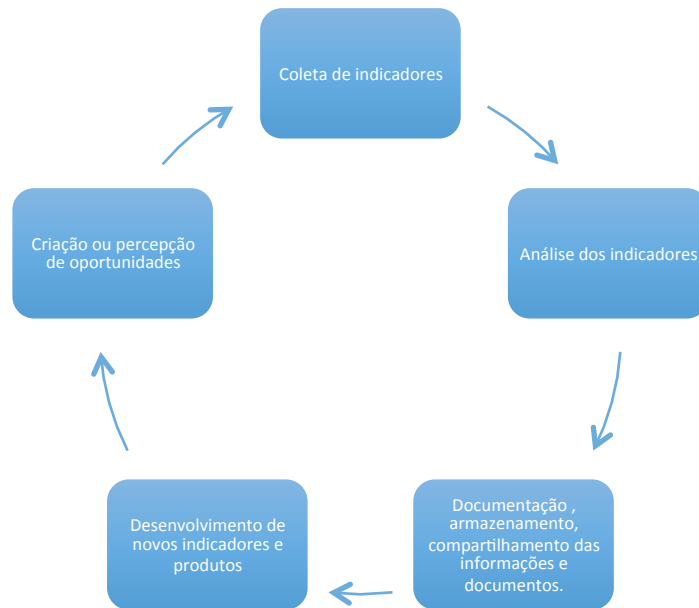 Coleta de indicadores
Análise dos indicadores
Documentação ,
armazenamento,
compartilhamento das
informações e
documentos.
Desenvolvimento de
novos indicadores e
produtos
Criação ou percepção
de oportunidades